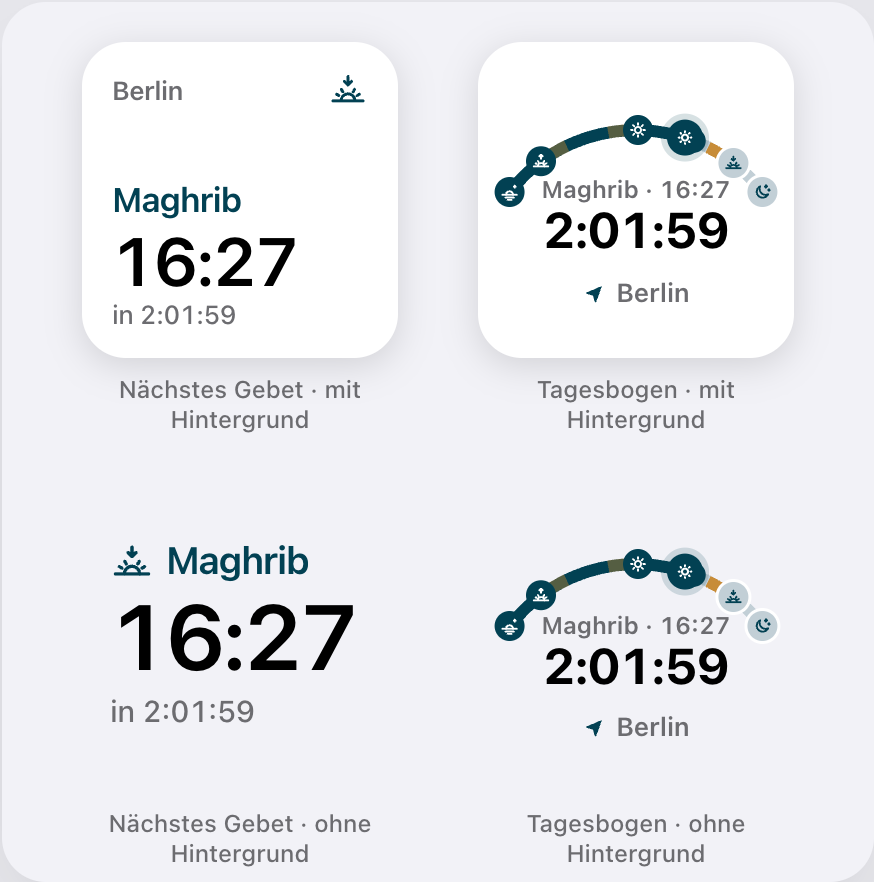 Berlin
Maghrib
16:27
in 2:01:59
Nächstes Gebet · mit
Hintergrund
Maghrib · 16:27
2:01:59
Berlin
Tagesbogen · mit
Hintergrund
Maghrib
16:27
in 2:01:59
Nächstes Gebet · ohne
Hintergrund
Maghrib · 16:27
2:01:59
Berlin
Tagesbogen · ohne
Hintergrund